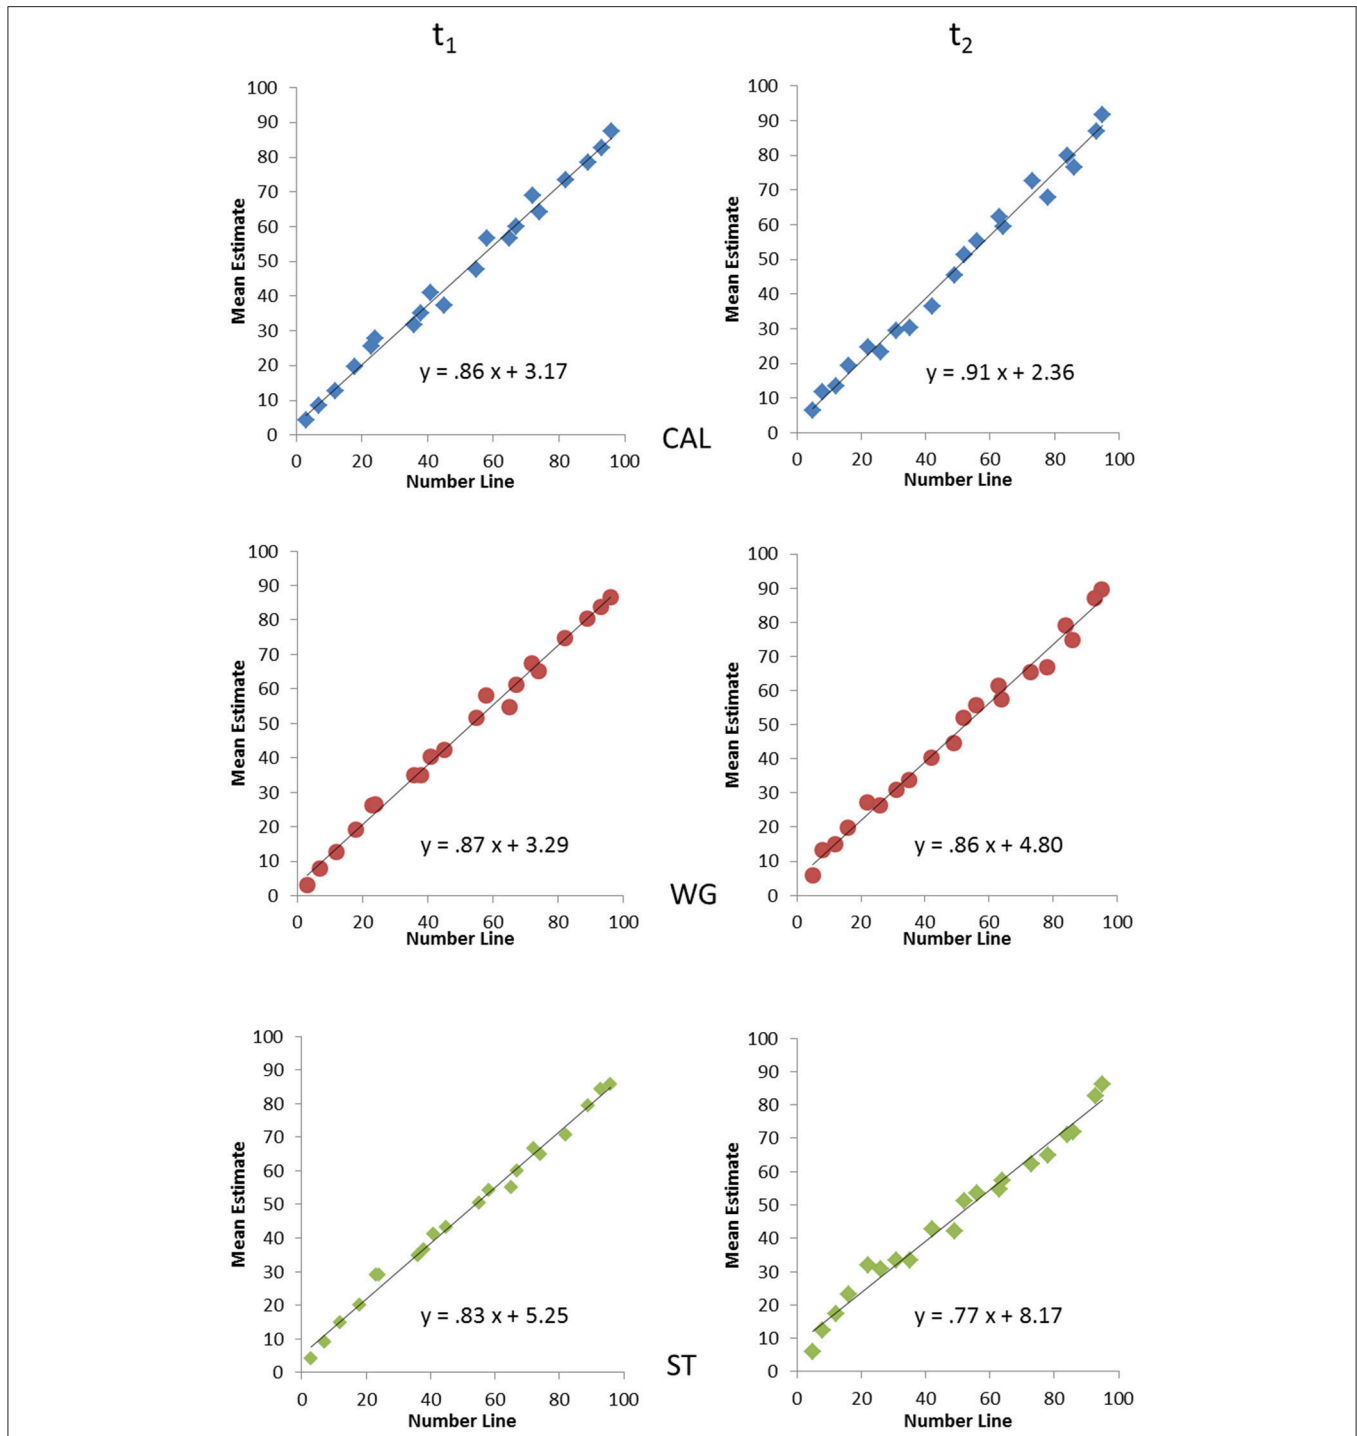 t1 t2
100
90
80
70
60
50
40
30
20
10
0
Mean Estimate
y = .86 x + 3.17
0 20 40 60 80 100
Number Line
100
90
80
70
60
50
40
30
20
10
0
Mean Estimate
y = .91 x + 2.36
0 20 40 60 80 100
Number Line
CAL
100
90
80
70
60
50
40
30
20
10
0
Mean Estimate
y = .87 x + 3.29
0 20 40 60 80 100
Number Line
100
90
80
70
60
50
40
30
20
10
0
Mean Estimate
y = .86 x + 4.80
0 20 40 60 80 100
Number Line
WG
100
90
80
70
60
50
40
30
20
10
0
Mean Estimate
y = .83 x + 5.25
0 20 40 60 80 100
Number Line
100
90
80
70
60
50
40
30
20
10
0
Mean Estimate
y = .77 x + 8.17
0 20 40 60 80 100
Number Line
ST